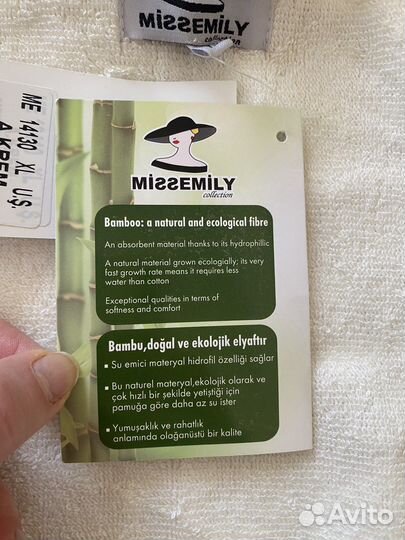 MiSSEMiLY
collection
ME 14130 XL U.Ş
A.KREM
MiSSEMiLY
collection
Bamboo: a natural and ecological fibre
An absorbent material thanks to its hydrophillic
A natural material grown ecologially; its very
fast growth rate means it requires less
water than cotton
Exceptional qualities in terms of
softness and comfort
Bambu,doğal ve ekolojik elyaftır
▪ Su emici materyal hidrofil özelliği sağlar
▪ Bu naturel materyal,ekolojik olarak ve
çok hızlı bir şekilde yetiştiği için
pamuğa göre daha az su ister
▪ Yumuşaklık ve rahatlık
anlamında olağanüstü bir kalite
Avito